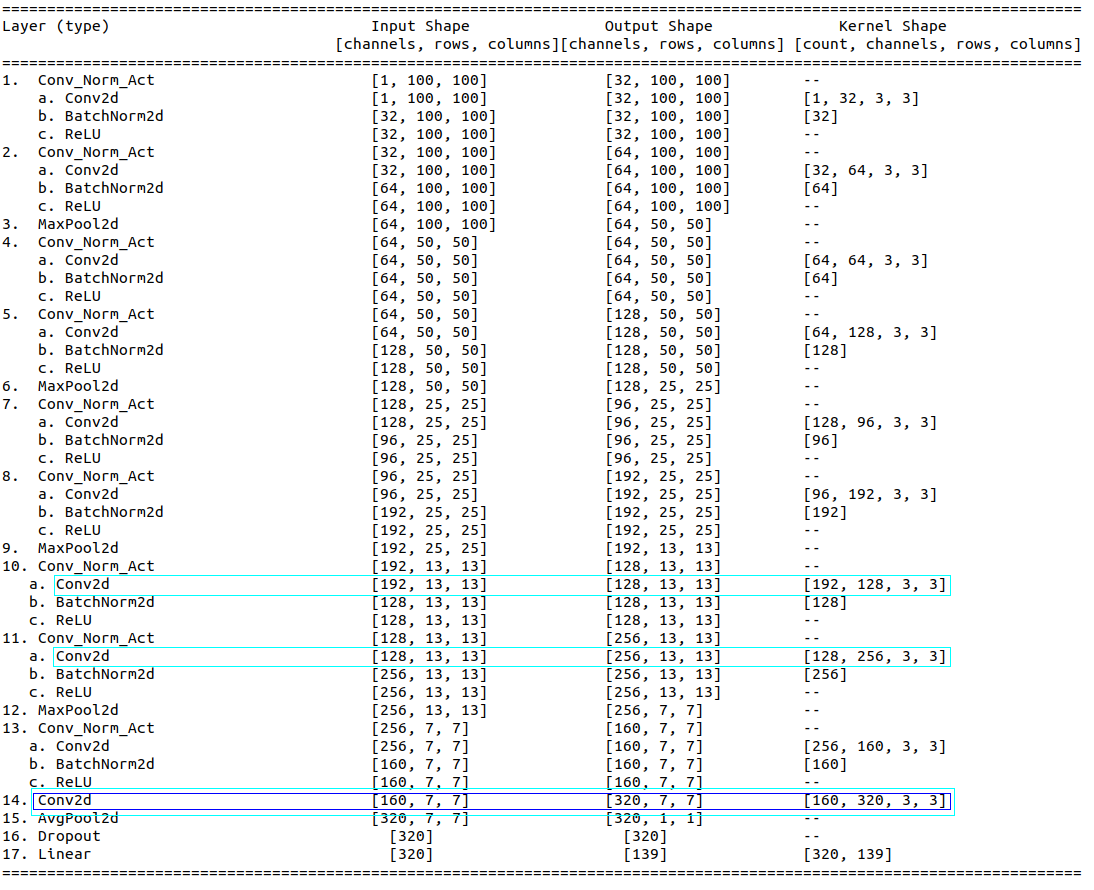 Layer (type) Input Shape Output Shape Kernel Shape
[channels, rows, columns][channels, rows, columns] [count, channels, rows, columns]
1. Conv_Norm_Act [1, 100, 100] [32, 100, 100] --
a. Conv2d [1, 100, 100] [32, 100, 100] [1, 32, 3, 3]
b. BatchNorm2d [32, 100, 100] [32, 100, 100] [32]
c. ReLU [32, 100, 100] [32, 100, 100] --
2. Conv_Norm_Act [32, 100, 100] [64, 100, 100] --
a. Conv2d [32, 100, 100] [64, 100, 100] [32, 64, 3, 3]
b. BatchNorm2d [64, 100, 100] [64, 100, 100] [64]
c. ReLU [64, 100, 100] [64, 100, 100] --
3. MaxPool2d [64, 100, 100] [64, 50, 50] --
4. Conv_Norm_Act [64, 50, 50] [64, 50, 50] --
a. Conv2d [64, 50, 50] [64, 50, 50] [64, 64, 3, 3]
b. BatchNorm2d [64, 50, 50] [64, 50, 50] [64]
c. ReLU [64, 50, 50] [64, 50, 50] --
5. Conv_Norm_Act [64, 50, 50] [128, 50, 50] --
a. Conv2d [64, 50, 50] [128, 50, 50] [64, 128, 3, 3]
b. BatchNorm2d [128, 50, 50] [128, 50, 50] [128]
c. ReLU [128, 50, 50] [128, 50, 50] --
6. MaxPool2d [128, 50, 50] [128, 25, 25] --
7. Conv_Norm_Act [128, 25, 25] [96, 25, 25] --
a. Conv2d [128, 25, 25] [96, 25, 25] [128, 96, 3, 3]
b. BatchNorm2d [96, 25, 25] [96, 25, 25] [96]
c. ReLU [96, 25, 25] [96, 25, 25] --
8. Conv_Norm_Act [96, 25, 25] [192, 25, 25] --
a. Conv2d [96, 25, 25] [192, 25, 25] [96, 192, 3, 3]
b. BatchNorm2d [192, 25, 25] [192, 25, 25] [192]
c. ReLU [192, 25, 25] [192, 25, 25] --
9. MaxPool2d [192, 25, 25] [192, 13, 13] --
10. Conv_Norm_Act [192, 13, 13] [128, 13, 13] --
a. Conv2d [192, 13, 13] [128, 13, 13] [192, 128, 3, 3]
b. BatchNorm2d [128, 13, 13] [128, 13, 13] [128]
c. ReLU [128, 13, 13] [128, 13, 13] --
11. Conv_Norm_Act [128, 13, 13] [256, 13, 13] --
a. Conv2d [128, 13, 13] [256, 13, 13] [128, 256, 3, 3]
b. BatchNorm2d [256, 13, 13] [256, 13, 13] [256]
c. ReLU [256, 13, 13] [256, 13, 13] --
12. MaxPool2d [256, 13, 13] [256, 7, 7] --
13. Conv_Norm_Act [256, 7, 7] [160, 7, 7] --
a. Conv2d [256, 7, 7] [160, 7, 7] [256, 160, 3, 3]
b. BatchNorm2d [160, 7, 7] [160, 7, 7] [160]
c. ReLU [160, 7, 7] [160, 7, 7] --
14. Conv2d [160, 7, 7] [320, 7, 7] [160, 320, 3, 3]
15. AvgPool2d [320, 7, 7] [320, 1, 1] --
16. Dropout [320] [320] --
17. Linear [320] [139] [320, 139]